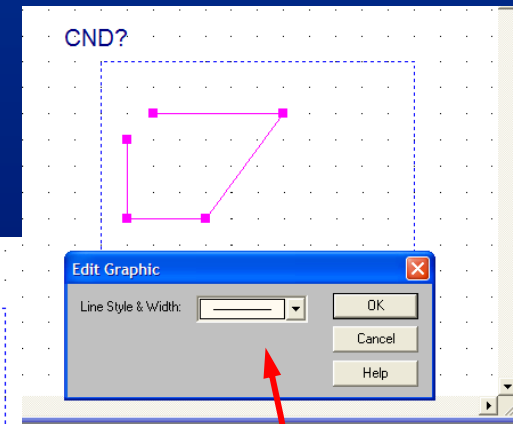 CND?
Edit Graphic
Line Style & Width:
OK
Cancel
Help